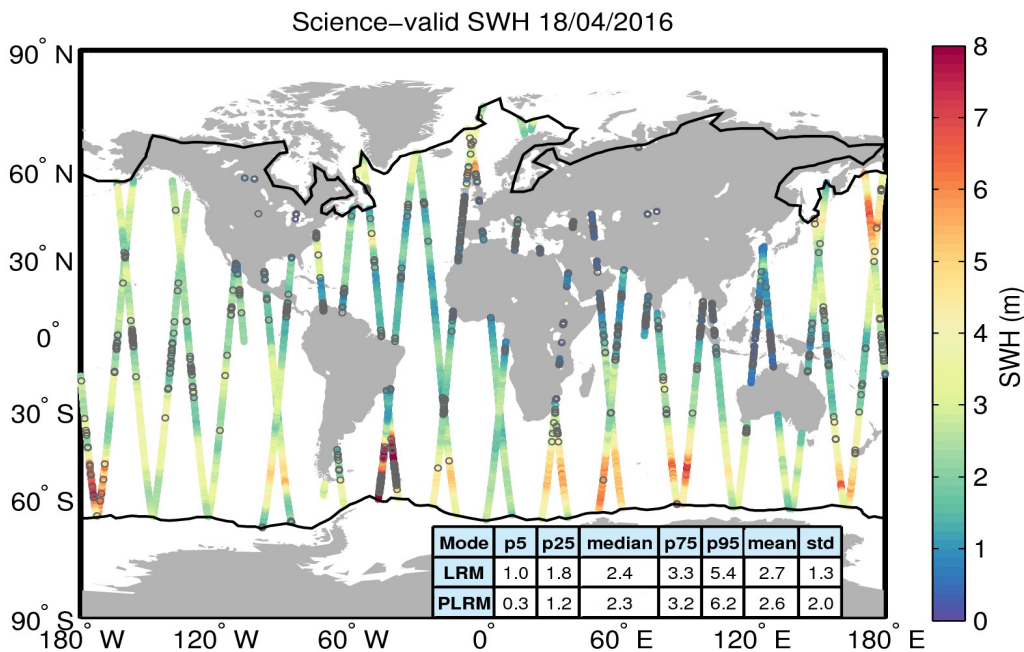 Science−valid SWH 18/04/2016
90° N
60° N
30° N
0°
30° S
60° S
90° S
180° W
120° W
60° W
0°
60° E
120° E
180° E
8
7
6
5
4
3
2
1
0
SWH (m)
Mode p5 p25 median p75 p95 mean std
LRM 1.0 1.8 2.4 3.3 5.4 2.7 1.3
PLRM 0.3 1.2 2.3 3.2 6.2 2.6 2.0